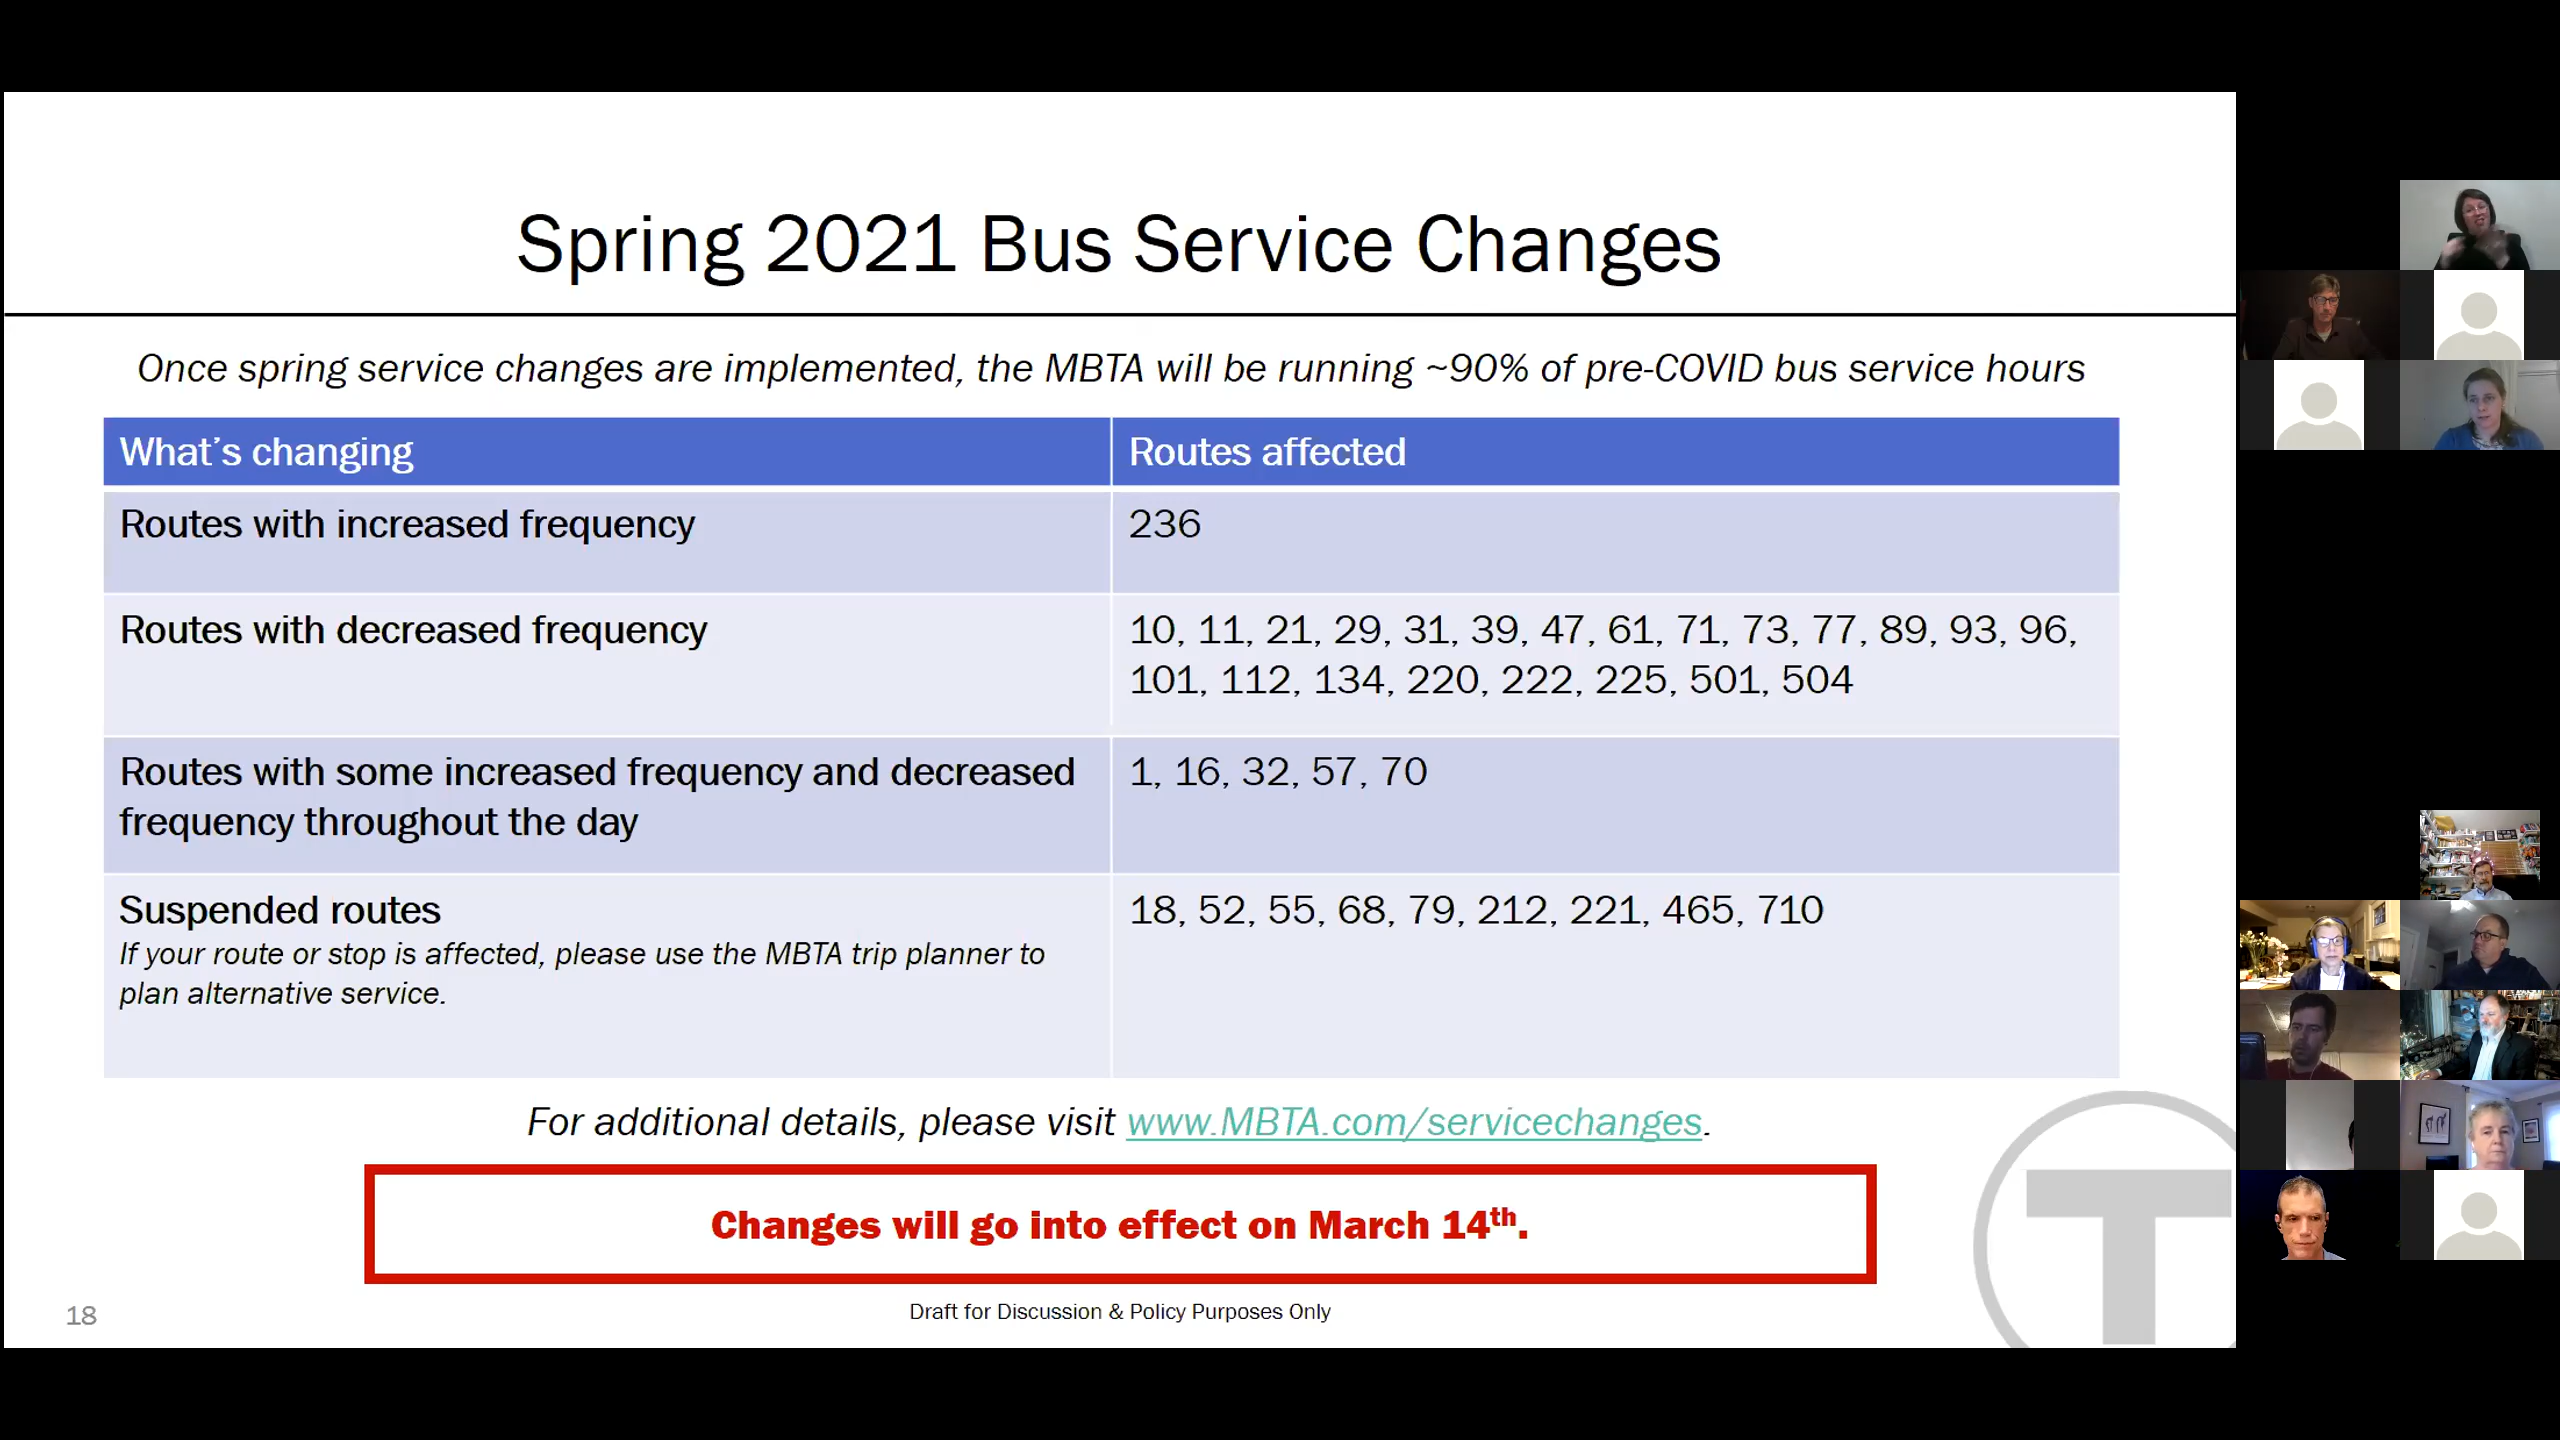 Spring 2021 Bus Service Changes
Once spring service changes are implemented, the MBTA will be running ~90% of pre-COVID bus service hours
What's changing
Routes affected
Routes with increased frequency
236
Routes with decreased frequency
10, 11, 21, 29, 31, 39, 47, 61, 71, 73, 77, 89, 93, 96,
101, 112, 134, 220, 222, 225, 501, 504
Routes with some increased frequency and decreased
frequency throughout the day
1, 16, 32, 57, 70
Suspended routes
If your route or stop is affected, please use the MBTA trip planner to
plan alternative service.
18, 52, 55, 68, 79, 212, 221, 465, 710
For additional details, please visit www.MBTA.com/servicechanges.
Changes will go into effect on March 14th.
18
Draft for Discussion & Policy Purposes Only
T